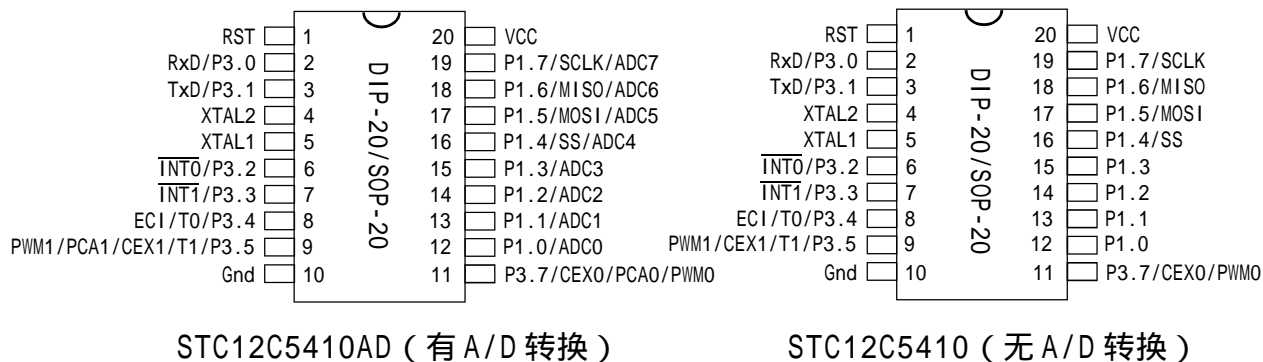 RST 1 20 VCC
RxD/P3.0 2 19 P1.7/SCLK/ADC7
TxD/P3.1 3 18 P1.6/MISO/ADC6
XTAL2 4 17 P1.5/MOSI/ADC5
XTAL1 5 16 P1.4/SS/ADC4
INT0/P3.2 6 15 P1.3/ADC3
INT1/P3.3 7 14 P1.2/ADC2
ECI/T0/P3.4 8 13 P1.1/ADC1
PWM1/PCA1/CEX1/T1/P3.5 9 12 P1.0/ADC0
Gnd 10 11 P3.7/CEX0/PCA0/PWM0
DIP-20/SOP-20
STC12C5410AD(有A/D转换)
RST 1 20 VCC
RxD/P3.0 2 19 P1.7/SCLK
TxD/P3.1 3 18 P1.6/MISO
XTAL2 4 17 P1.5/MOSI
XTAL1 5 16 P1.4/SS
INT0/P3.2 6 15 P1.3
INT1/P3.3 7 14 P1.2
ECI/T0/P3.4 8 13 P1.1
PWM1/CEX1/T1/P3.5 9 12 P1.0
Gnd 10 11 P3.7/CEX0/PWM0
DIP-20/SOP-20
STC12C5410(无A/D转换)